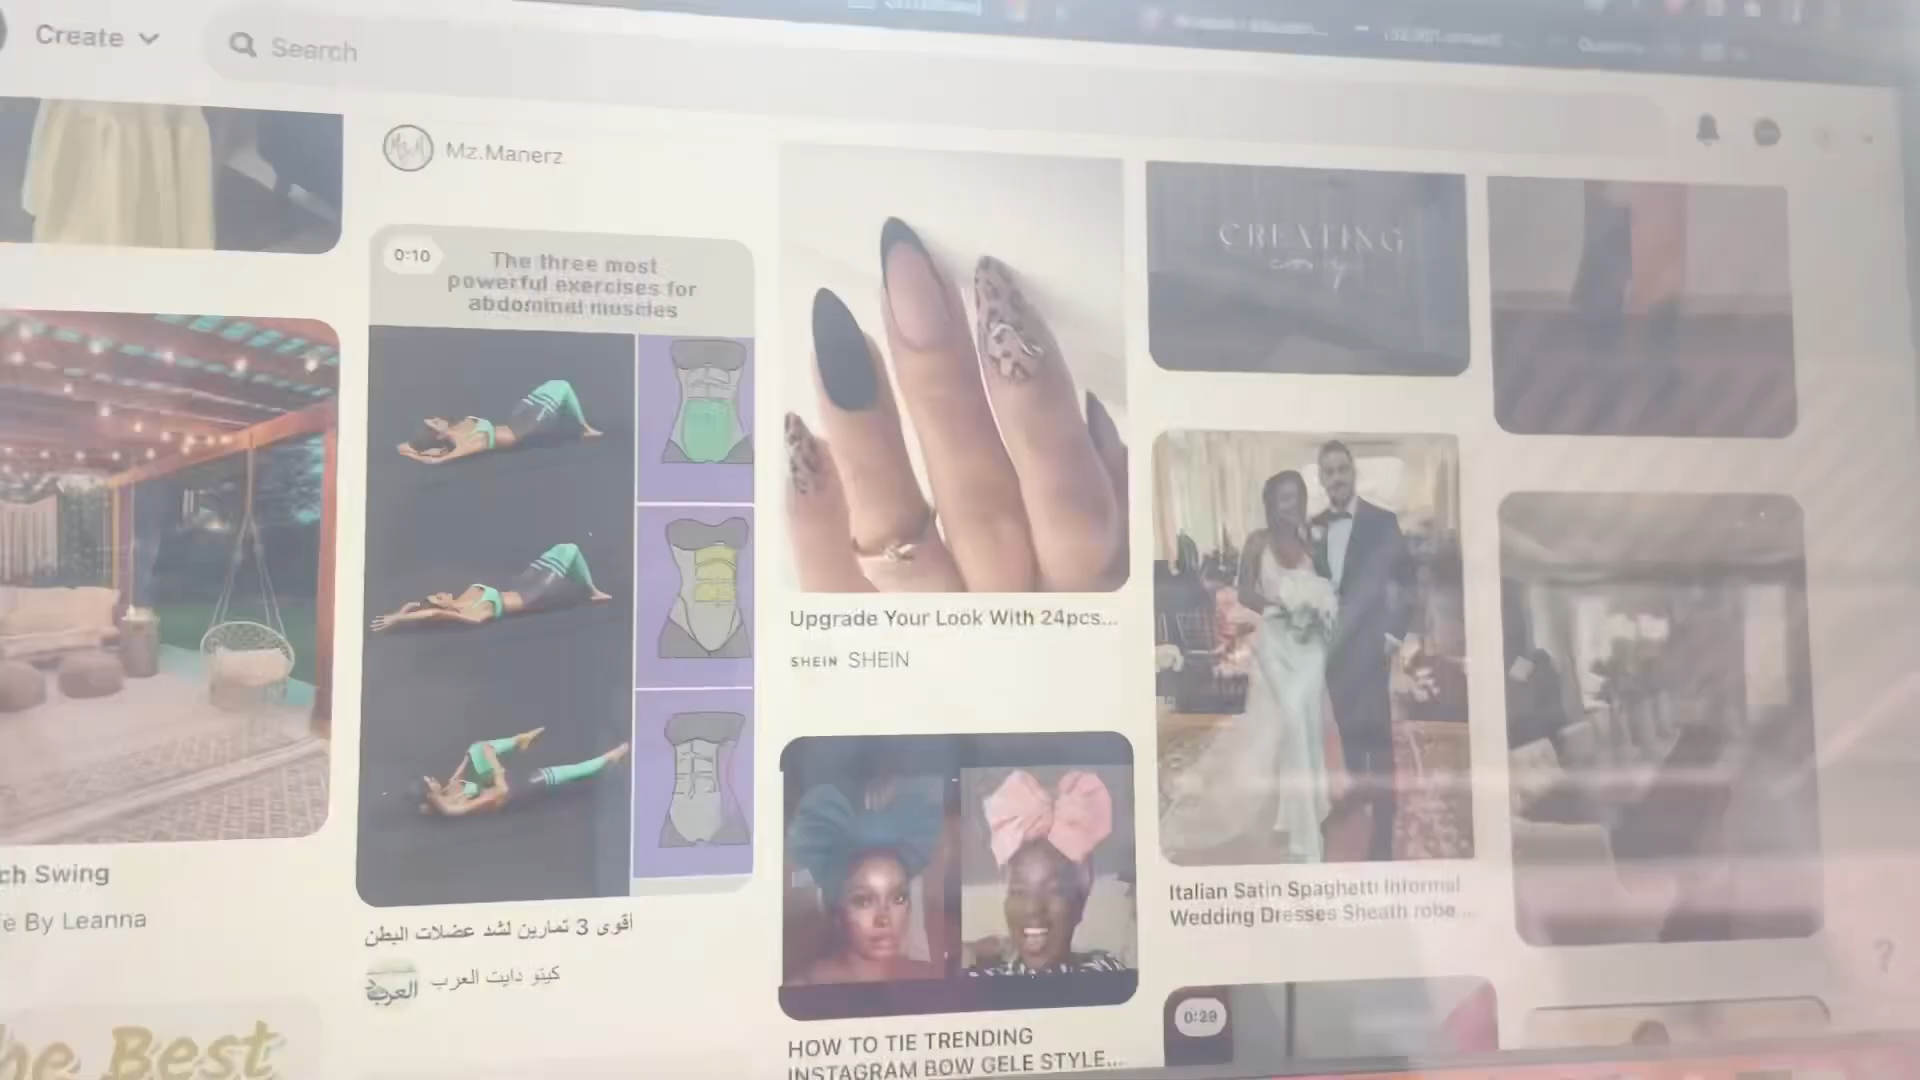 Create
Search
Mz.Manerz
0:10
The three most
powerful exercises for
abdominal muscles
CREATING
Upgrade Your Look With 24pcs...
SHEIN SHEIN
ch Swing
e By Leanna
أقوى 3 تمارين لشد عضلات البطن
العرب كيتو دايت العرب
Italian Satin Spaghetti Informal
Wedding Dresses Sheath robe ...
he Best
HOW TO TIE TRENDING
INSTAGRAM BOW GELE STYLE...
0:29
?